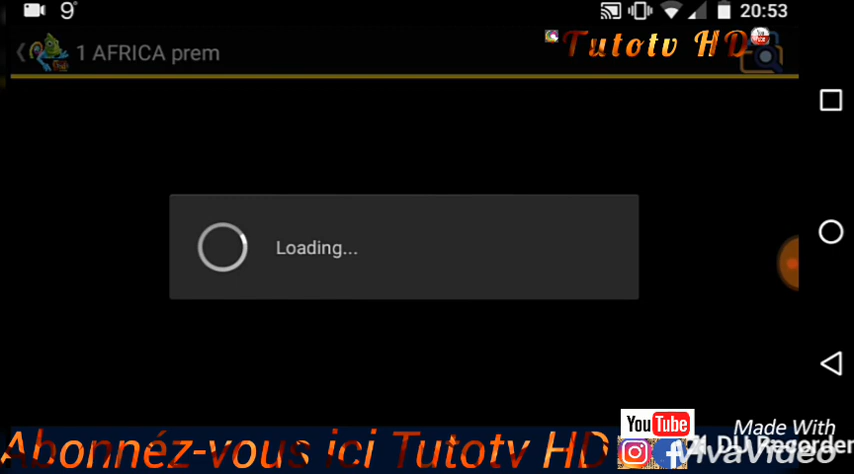 9° 20:53
1 AFRICA prem
Tutotv HD
Loading...
Abonnéz-vous ici Tutotv HD
YouTube
Made With
DU Recorder
VivaVideo